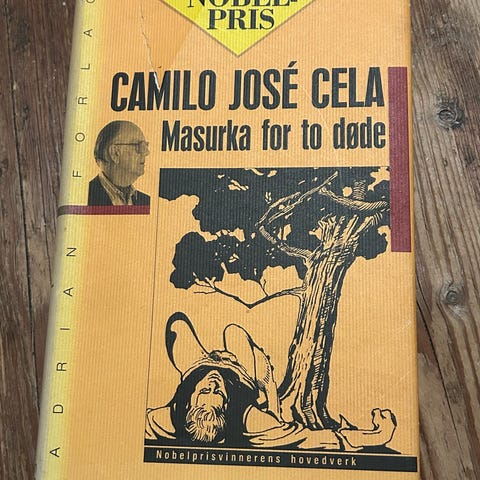 NOBEL-
PRIS
CAMILO JOSÉ CELA
Masurka for to døde
ADRIAN FORLAG
Nobelprisvinnerens hovedverk